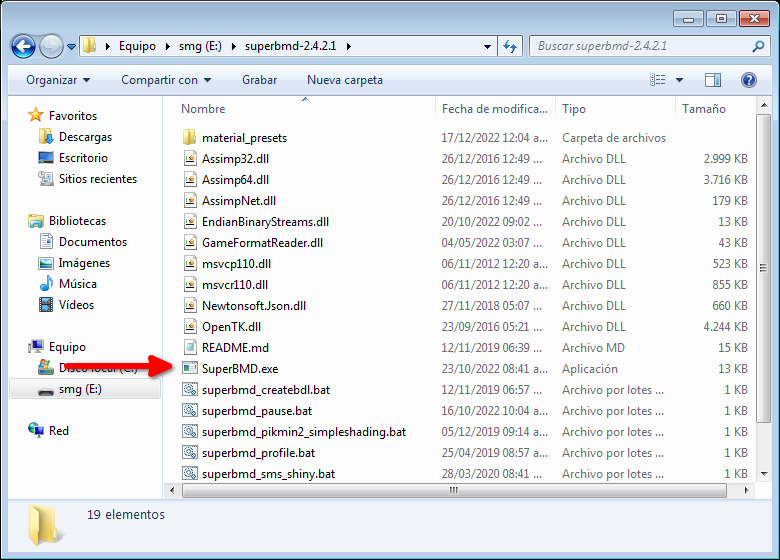 Equipo smg (E:) superbmd-2.4.2.1 Buscar superbmd-2.4.2.1
Organizar Compartir con Grabar Nueva carpeta
Favoritos
Descargas
Escritorio
Sitios recientes
Bibliotecas
Documentos
Imágenes
Música
Vídeos
Equipo
Disco local (C:)
smg (E:)
Red
Nombre Fecha de modifica... Tipo Tamaño
material_presets 17/12/2022 12:04 a... Carpeta de archivos
Assimp32.dll 26/12/2016 12:49 ... Archivo DLL 2.999 KB
Assimp64.dll 26/12/2016 12:49 ... Archivo DLL 3.716 KB
AssimpNet.dll 26/12/2016 12:49 ... Archivo DLL 179 KB
EndianBinaryStreams.dll 20/10/2022 09:02 ... Archivo DLL 13 KB
GameFormatReader.dll 04/05/2022 03:07 ... Archivo DLL 43 KB
msvcp110.dll 06/11/2012 12:20 a... Archivo DLL 523 KB
msvcr110.dll 06/11/2012 12:20 a... Archivo DLL 855 KB
Newtonsoft.Json.dll 27/11/2018 05:07 ... Archivo DLL 660 KB
OpenTK.dll 23/09/2016 05:21 ... Archivo DLL 4.244 KB
README.md 12/11/2019 06:39 ... Archivo MD 15 KB
SuperBMD.exe 23/10/2022 08:41 a... Aplicación 13 KB
superbmd_createbdl.bat 12/11/2019 06:57 ... Archivo por lotes ... 1 KB
superbmd_pause.bat 16/10/2022 10:04 a... Archivo por lotes ... 1 KB
superbmd_pikmin2_simpleshading.bat 05/12/2019 09:14 a... Archivo por lotes ... 1 KB
superbmd_profile.bat 25/04/2019 08:57 a... Archivo por lotes ... 1 KB
superbmd_sms_shiny.bat 28/03/2020 08:41 ... Archivo por lotes ... 1 KB
19 elementos